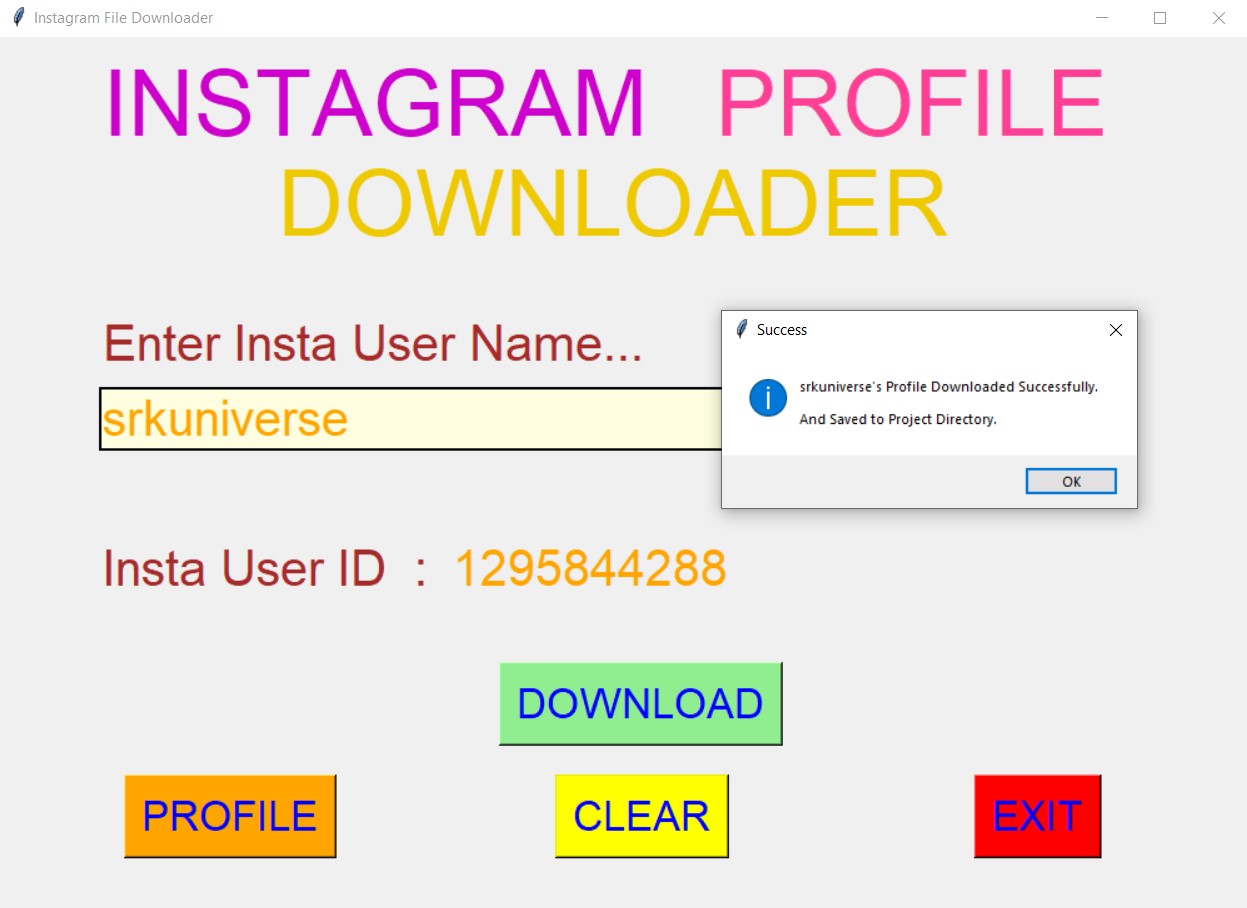 Instagram File Downloader
INSTAGRAM PROFILE
DOWNLOADER
Enter Insta User Name...
srkuniverse
Success
srkuniverse's Profile Downloaded Successfully.
And Saved to Project Directory.
OK
Insta User ID : 1295844288
DOWNLOAD
PROFILE
CLEAR
EXIT